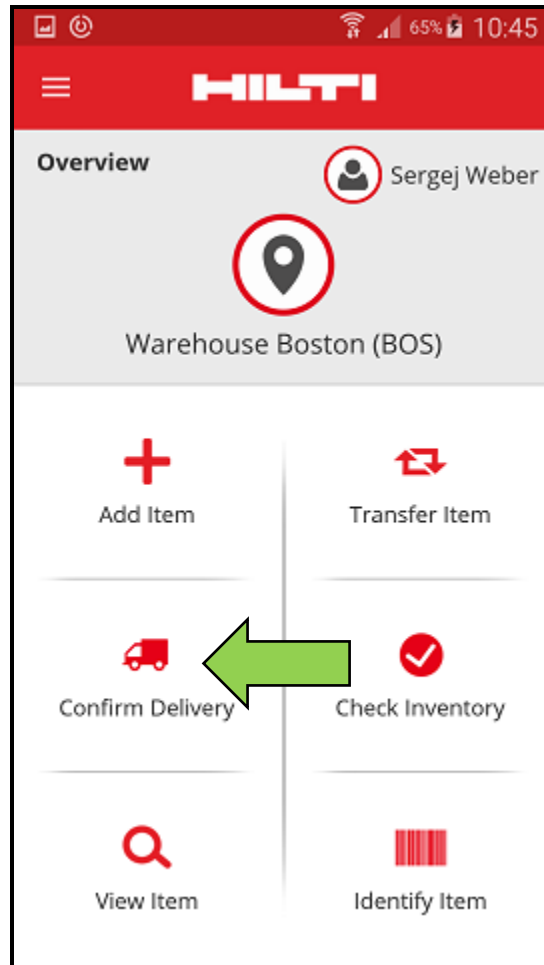 65% 10:45
HILTI
Overview
Sergej Weber
Warehouse Boston (BOS)
Add Item
Transfer Item
Confirm Delivery
Check Inventory
View Item
Identify Item